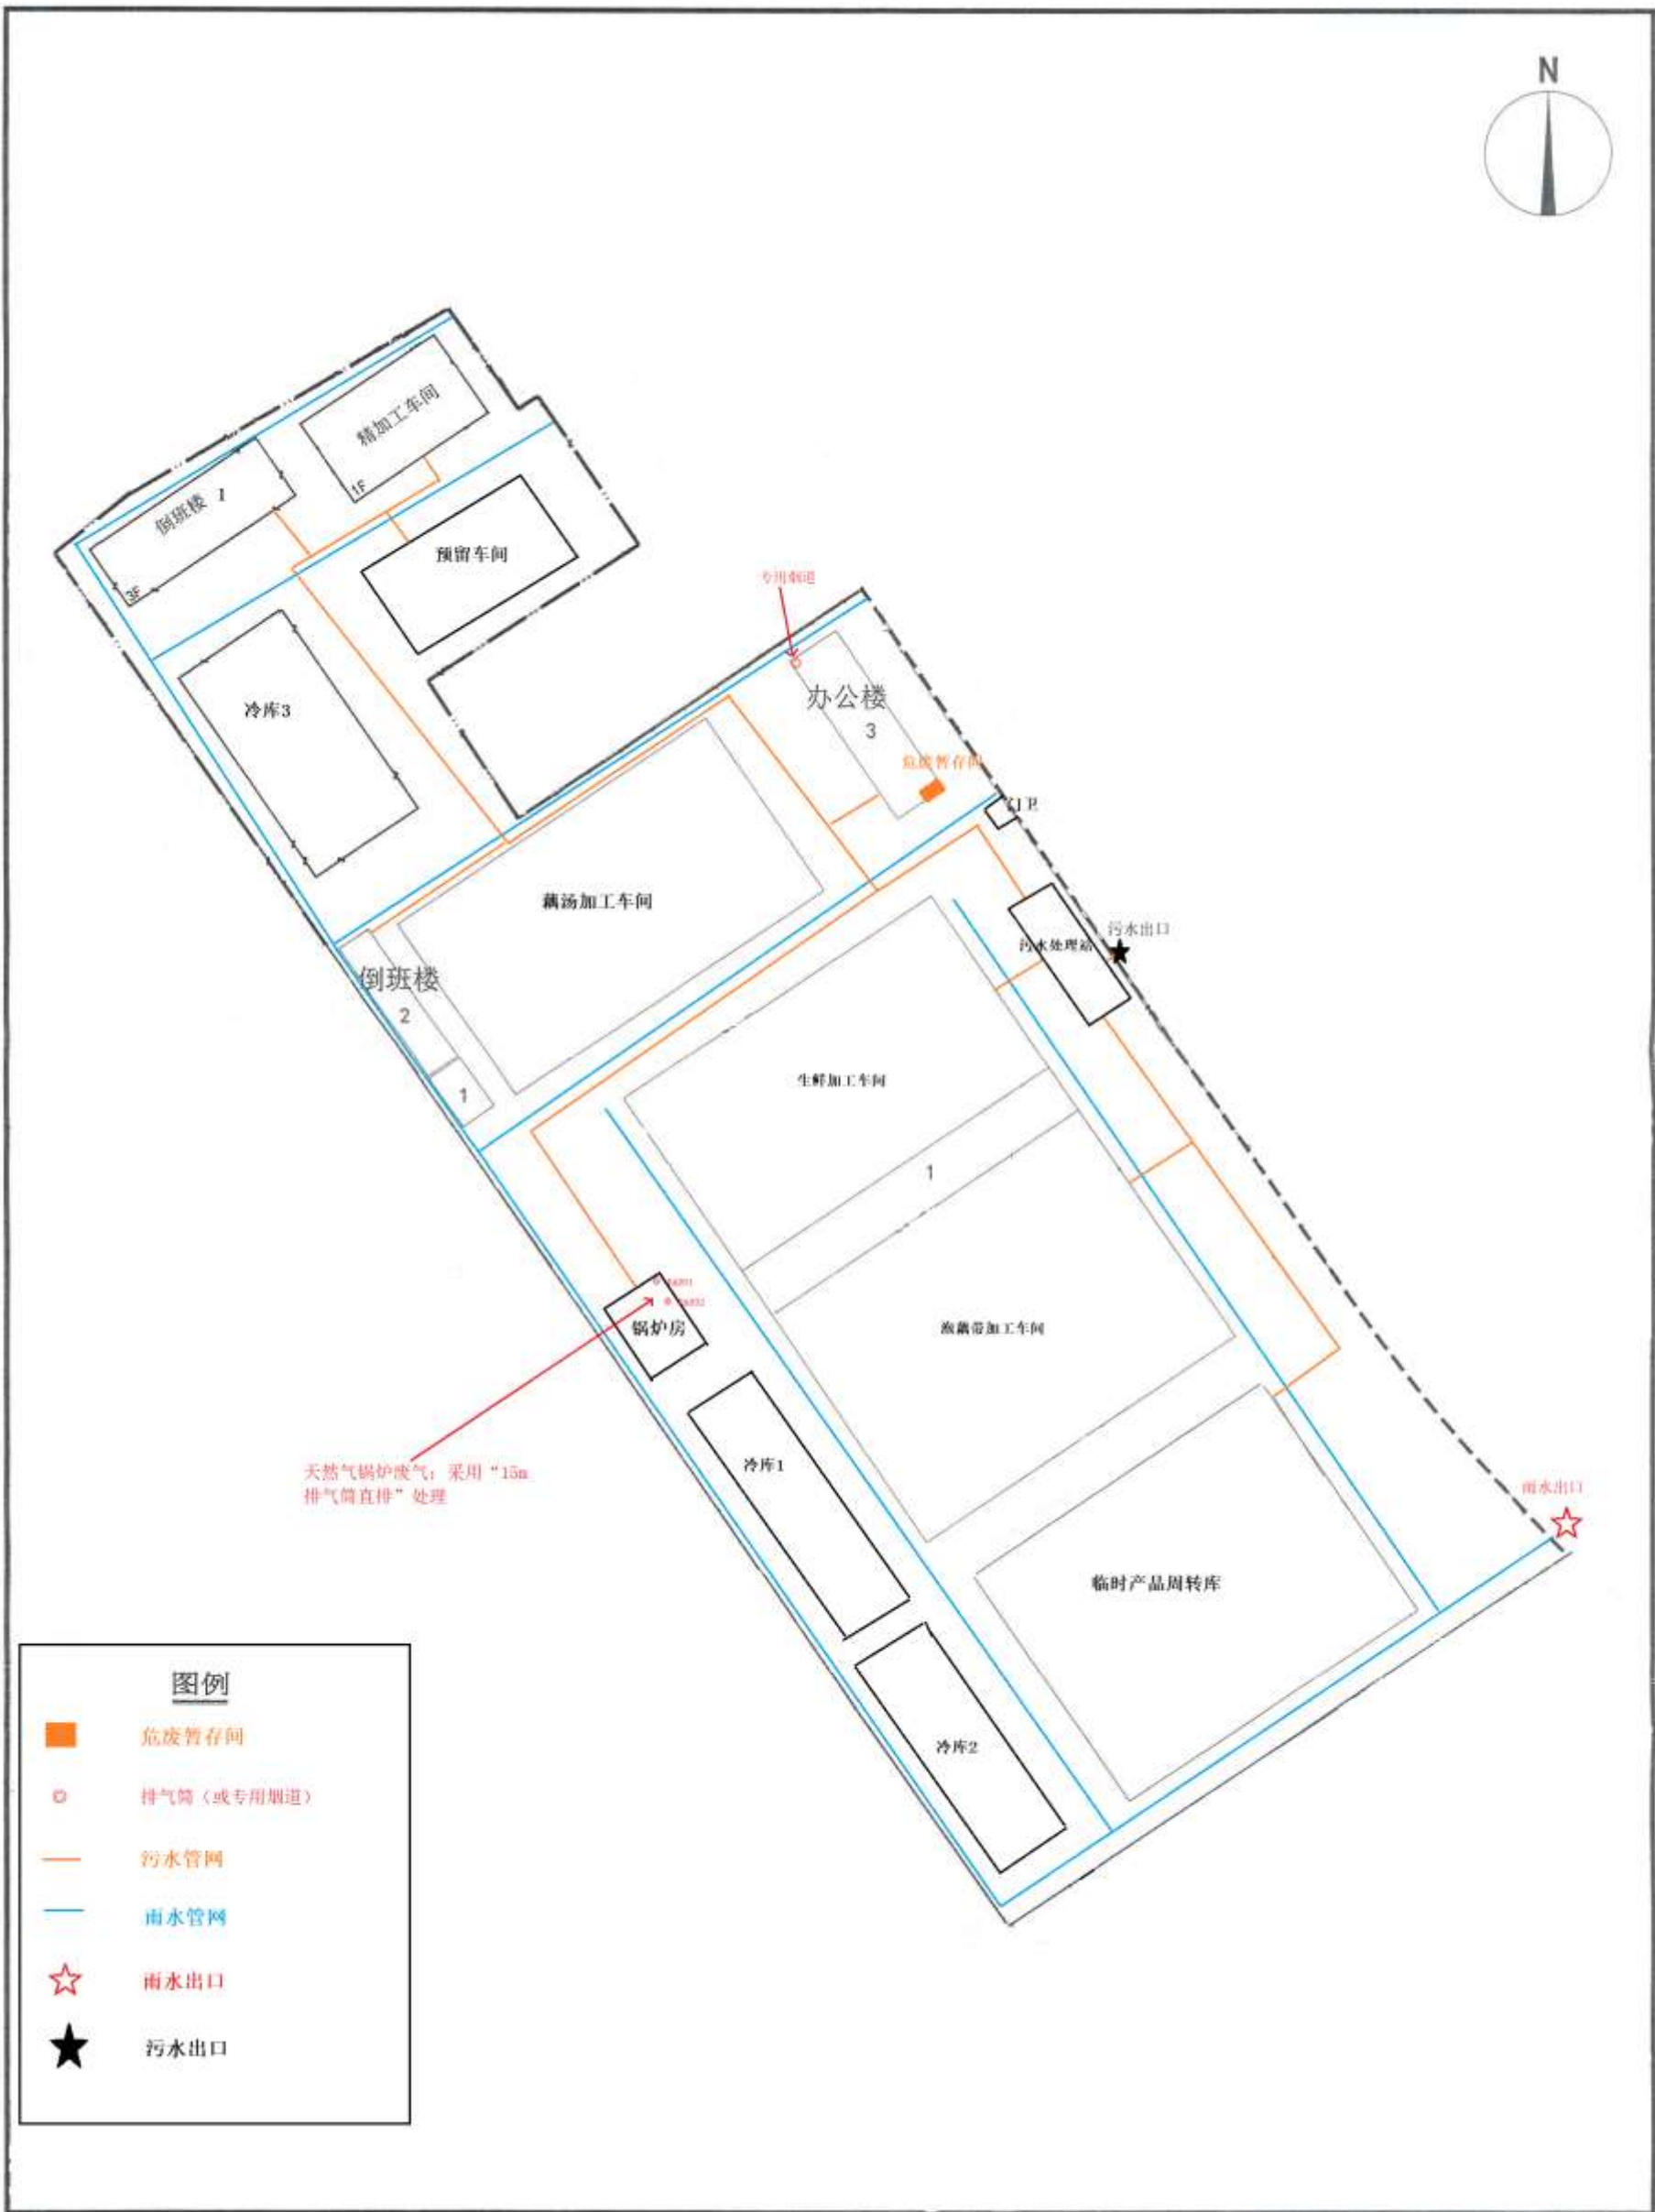 N
精加工车间
1F
倒班楼 1
3F
预留车间
专用烟道
冷库3
办公楼
3
危废暂存间
门卫
藕汤加工车间
污水出口
污水处理站
倒班楼
2
1
生鲜加工车间
1
锅炉房
泡藕带加工车间
天然气锅炉废气：采用“15m
排气筒直排”处理
冷库1
雨水出口
临时产品周转库
冷库2
图例
危废暂存间
排气筒（或专用烟道）
污水管网
雨水管网
雨水出口
污水出口